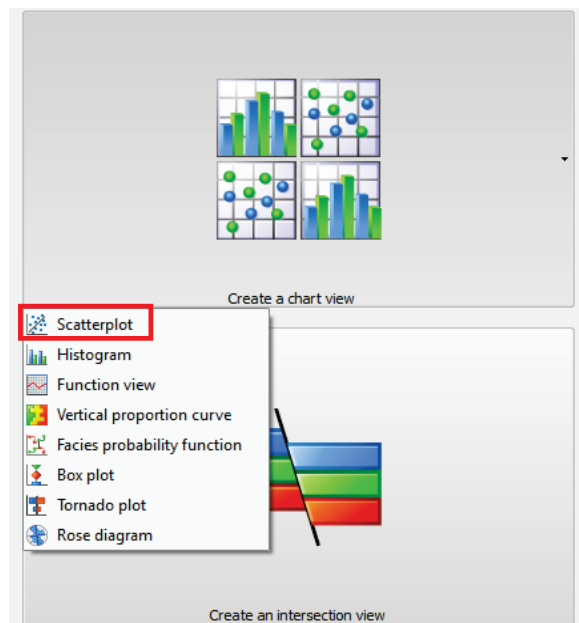 Create a chart view
Scatterplot
Histogram
Function view
Vertical proportion curve
Facies probability function
Box plot
Tornado plot
Rose diagram
Create an intersection view